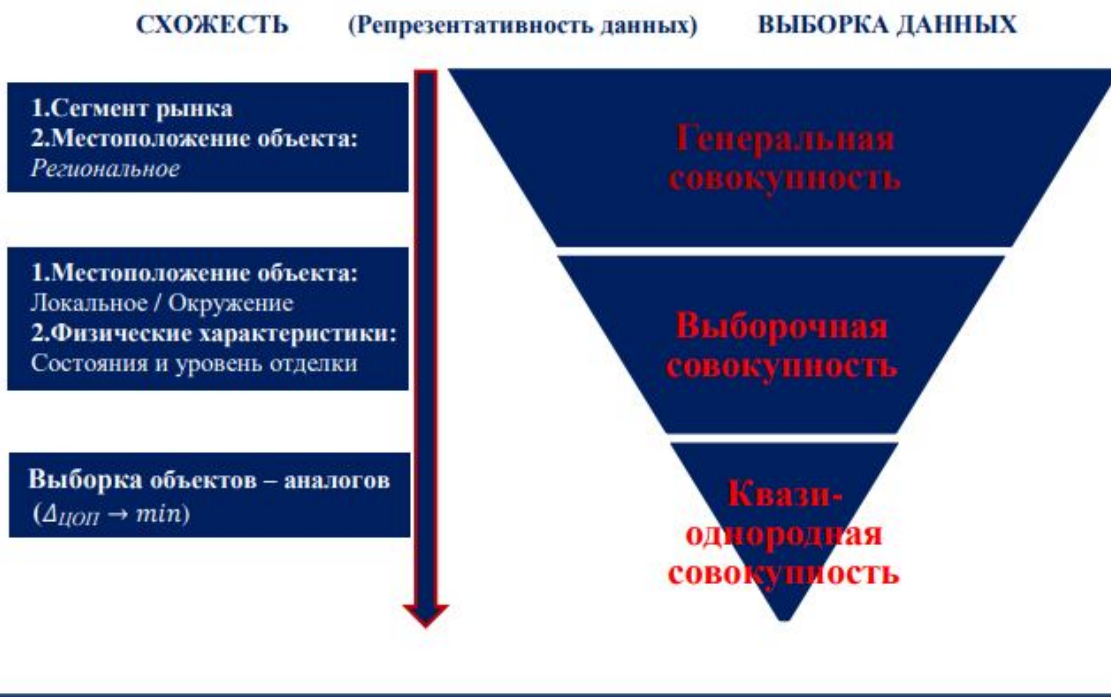 СХОЖЕСТЬ (Репрезентативность данных) ВЫБОРКА ДАННЫХ
1.Сегмент рынка
2.Местоположение объекта:
Региональное
Генеральная
совокупность
1.Местоположение объекта:
Локальное / Окружение
2.Физические характеристики:
Состояния и уровень отделки
Выборочная
совокупность
Выборка объектов – аналогов
(Δцоп → min)
Квази-
однородная
совокупность